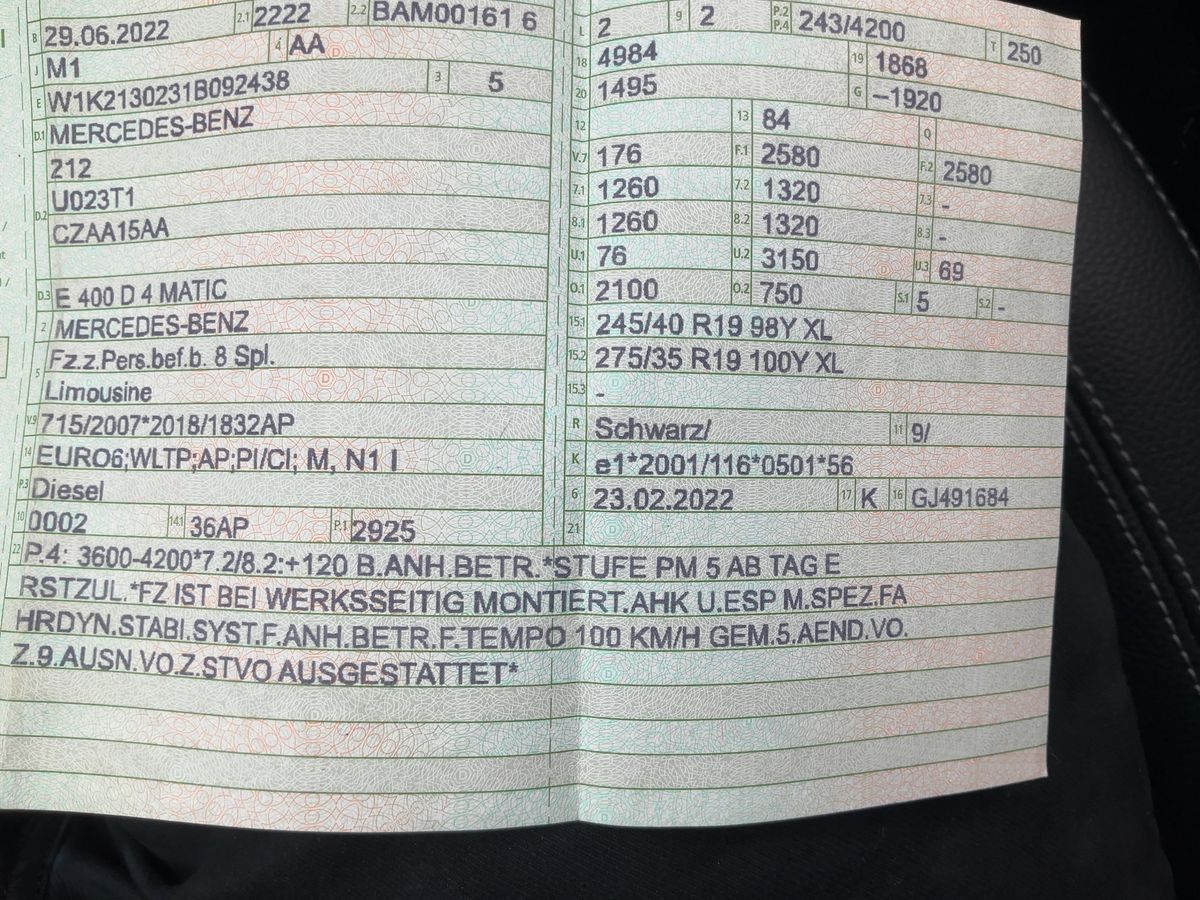 B 29.06.2022 2.1 2222 2.2 BAM00161 6
J M1 4 AA
E W1K2130231B092438 3 5
D.1 MERCEDES-BENZ
212
D.2 U023T1
CZAA15AA
D.3 E 400 D 4 MATIC
2 MERCEDES-BENZ
5 Fz.z.Pers.bef.b. 8 Spl.
Limousine
V.9 715/2007*2018/1832AP
14 EURO6;WLTP;AP;PI/CI; M, N1 I
P.3 Diesel
10 0002 14.1 36AP P.1 2925
L 2 9 2 P.2 P.4 243/4200 T 250
18 4984 19 1868
20 1495 G –1920
12 13 84 Q
V.7 176 F.1 2580 F.2 2580
7.1 1260 7.2 1320 7.3 -
8.1 1260 8.2 1320 8.3 -
U.1 76 U.2 3150 U.3 69
O.1 2100 O.2 750 S.1 5 S.2 -
15.1 245/40 R19 98Y XL
15.2 275/35 R19 100Y XL
15.3 -
R Schwarz/ 11 9/
K e1*2001/116*0501*56
6 23.02.2022 17 K 16 GJ491684
21
22 P.4: 3600-4200*7.2/8.2:+120 B.ANH.BETR.*STUFE PM 5 AB TAG E
RSTZUL.*FZ IST BEI WERKSSEITIG MONTIERT.AHK U.ESP M.SPEZ.FA
HRDYN.STABI.SYST.F.ANH.BETR.F.TEMPO 100 KM/H GEM.5.AEND.VO.
Z.9.AUSN.VO.Z.STVO AUSGESTATTET*